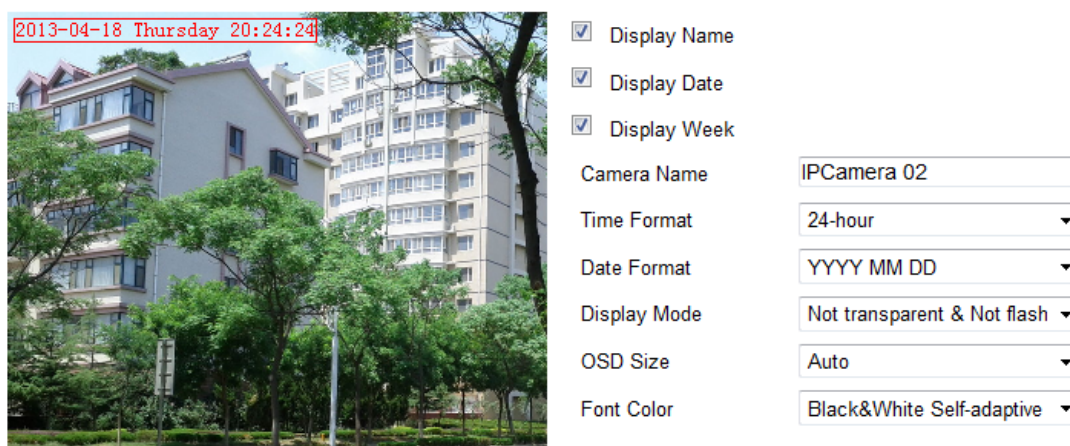 2013-04-18 Thursday 20:24:24
Display Name
Display Date
Display Week
Camera Name IPCamera 02
Time Format 24-hour
Date Format YYYY MM DD
Display Mode Not transparent & Not flash
OSD Size Auto
Font Color Black&White Self-adaptive